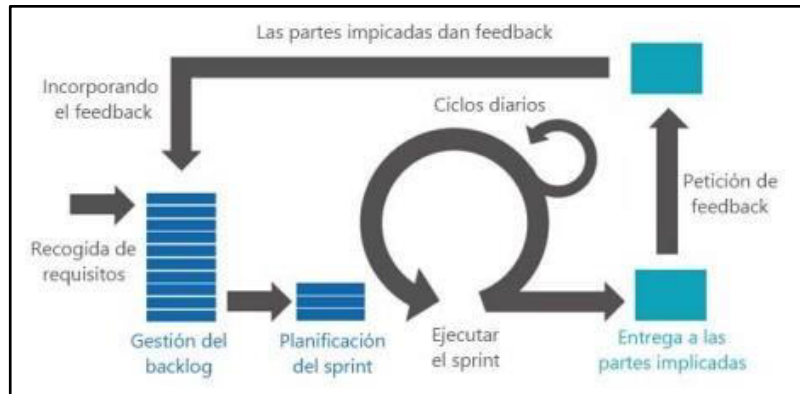 Las partes impicadas dan feedback
Incorporando
el feedback
Ciclos diarios
Petición de
feedback
Recogida de
requisitos
Gestión del
backlog
Planificación
del sprint
Ejecutar
el sprint
Entrega a las
partes implicadas